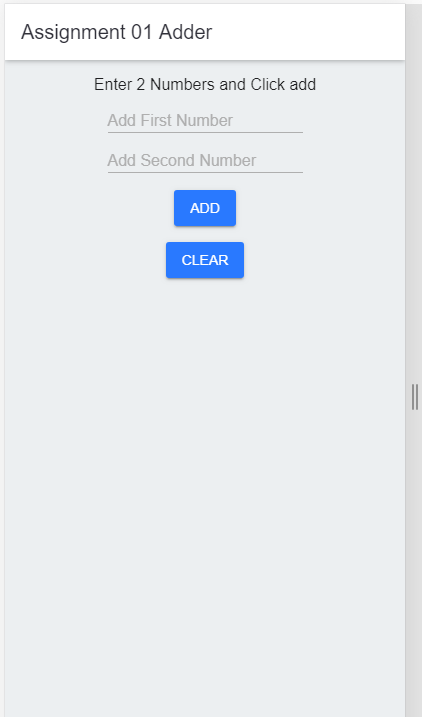 Assignment 01 Adder
Enter 2 Numbers and Click add
Add First Number
Add Second Number
ADD
CLEAR